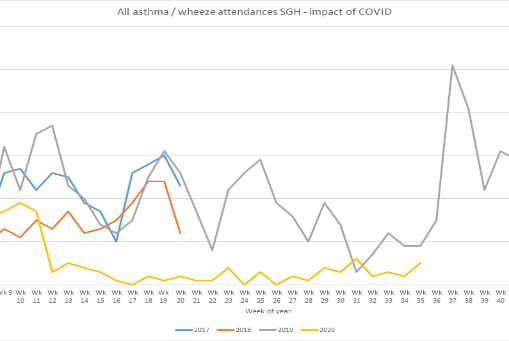 All asthma / wheeze attendances SGH - impact of COVID
Wk 9 Wk Wk Wk Wk Wk Wk Wk Wk Wk Wk Wk Wk Wk Wk Wk Wk Wk Wk Wk Wk Wk Wk Wk Wk Wk Wk Wk Wk Wk Wk Wk
10 11 12 13 14 15 16 17 18 19 20 21 22 23 24 25 26 27 28 29 30 31 32 33 34 35 36 37 38 39 40
Week of year
2017 2018 2019 2020